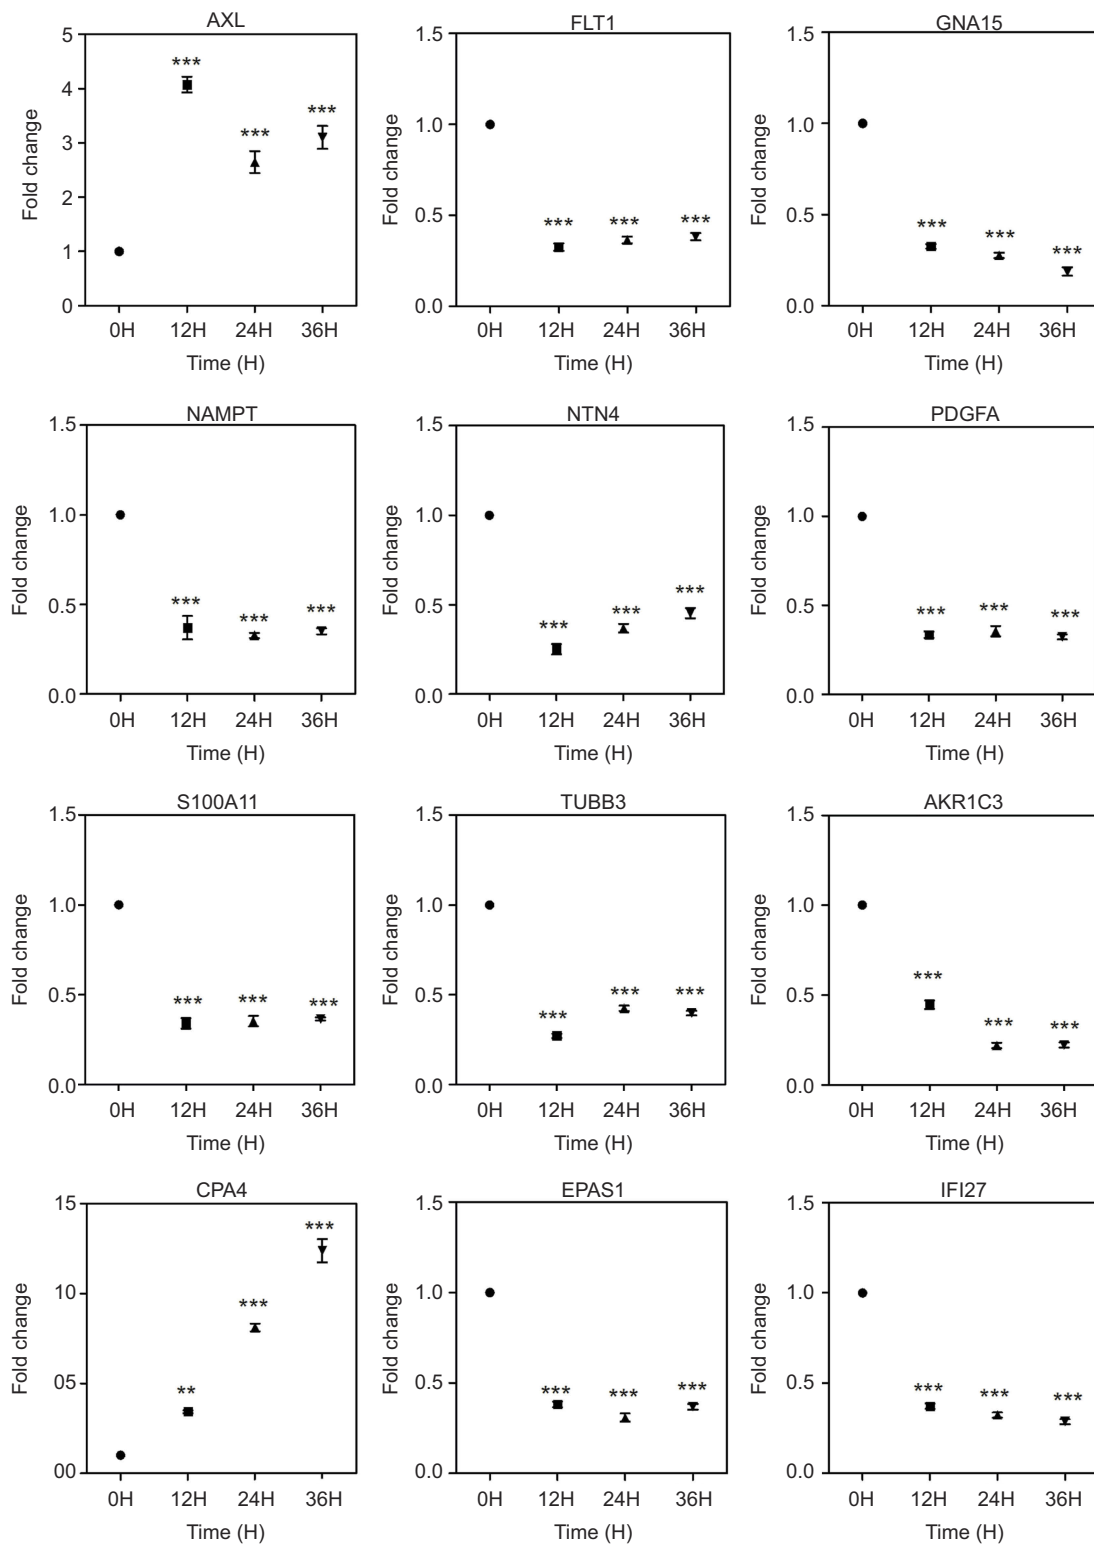 AXL
5
4
3
2
1
0
Fold change
***
***
***
0H 12H 24H 36H
Time (H)
FLT1
1.5
1.0
0.5
0.0
Fold change
***
***
***
0H 12H 24H 36H
Time (H)
GNA15
1.5
1.0
0.5
0.0
Fold change
***
***
***
0H 12H 24H 36H
Time (H)
NAMPT
1.5
1.0
0.5
0.0
Fold change
***
***
***
0H 12H 24H 36H
Time (H)
NTN4
1.5
1.0
0.5
0.0
Fold change
***
***
***
0H 12H 24H 36H
Time (H)
PDGFA
1.5
1.0
0.5
0.0
Fold change
***
***
***
0H 12H 24H 36H
Time (H)
S100A11
1.5
1.0
0.5
0.0
Fold change
***
***
***
0H 12H 24H 36H
Time (H)
TUBB3
1.5
1.0
0.5
0.0
Fold change
***
***
***
0H 12H 24H 36H
Time (H)
AKR1C3
1.5
1.0
0.5
0.0
Fold change
***
***
***
0H 12H 24H 36H
Time (H)
CPA4
15
10
05
00
Fold change
**
***
***
0H 12H 24H 36H
Time (H)
EPAS1
1.5
1.0
0.5
0.0
Fold change
***
***
***
0H 12H 24H 36H
Time (H)
IFI27
1.5
1.0
0.5
0.0
Fold change
***
***
***
0H 12H 24H 36H
Time (H)